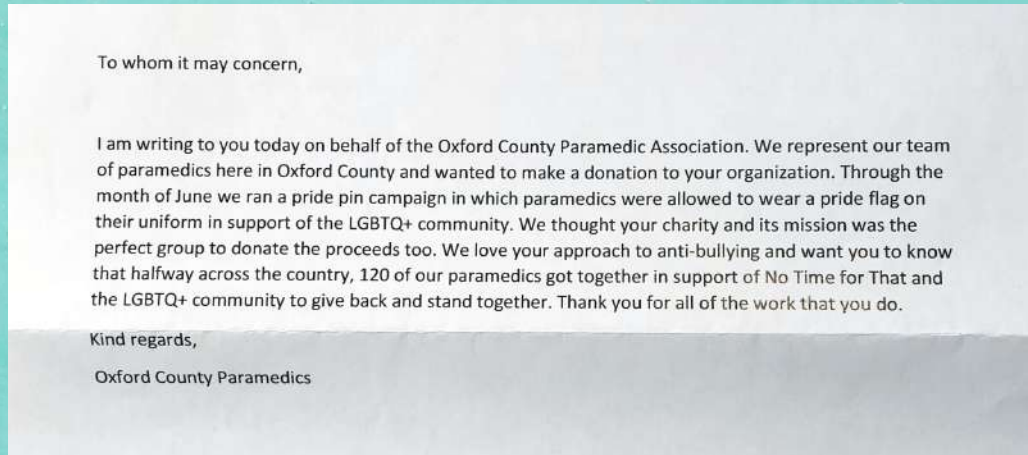 To whom it may concern,
I am writing to you today on behalf of the Oxford County Paramedic Association. We represent our team
of paramedics here in Oxford County and wanted to make a donation to your organization. Through the
month of June we ran a pride pin campaign in which paramedics were allowed to wear a pride flag on
their uniform in support of the LGBTQ+ community. We thought your charity and its mission was the
perfect group to donate the proceeds too. We love your approach to anti-bullying and want you to know
that halfway across the country, 120 of our paramedics got together in support of No Time for That and
the LGBTQ+ community to give back and stand together. Thank you for all of the work that you do.
Kind regards,
Oxford County Paramedics